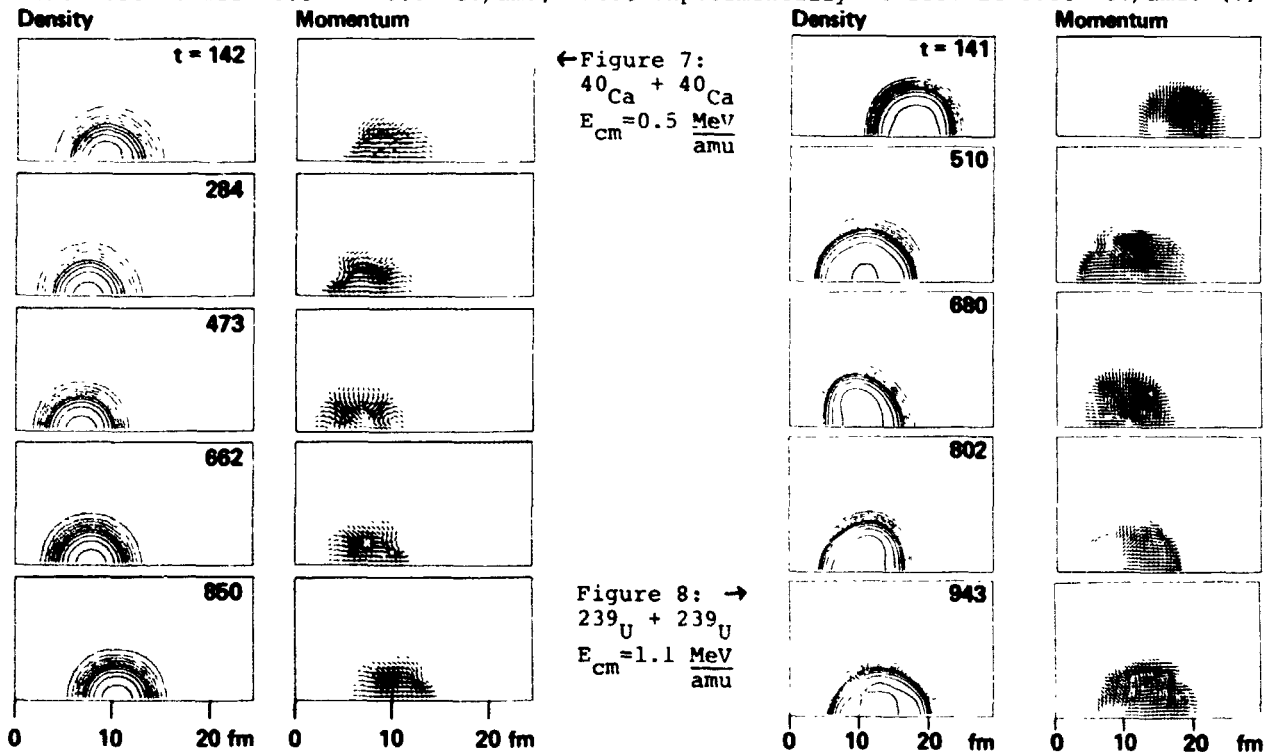 Density Momentum
t = 142
284
473
662
850
0 10 20 fm 0 10 20 fm
←Figure 7:
40Ca + 40Ca
Ecm=0.5 MeV
amu
Figure 8: →
239U + 239U
Ecm=1.1 MeV
amu
Density Momentum
t = 141
510
680
802
943
0 10 20 0 10 20 fm